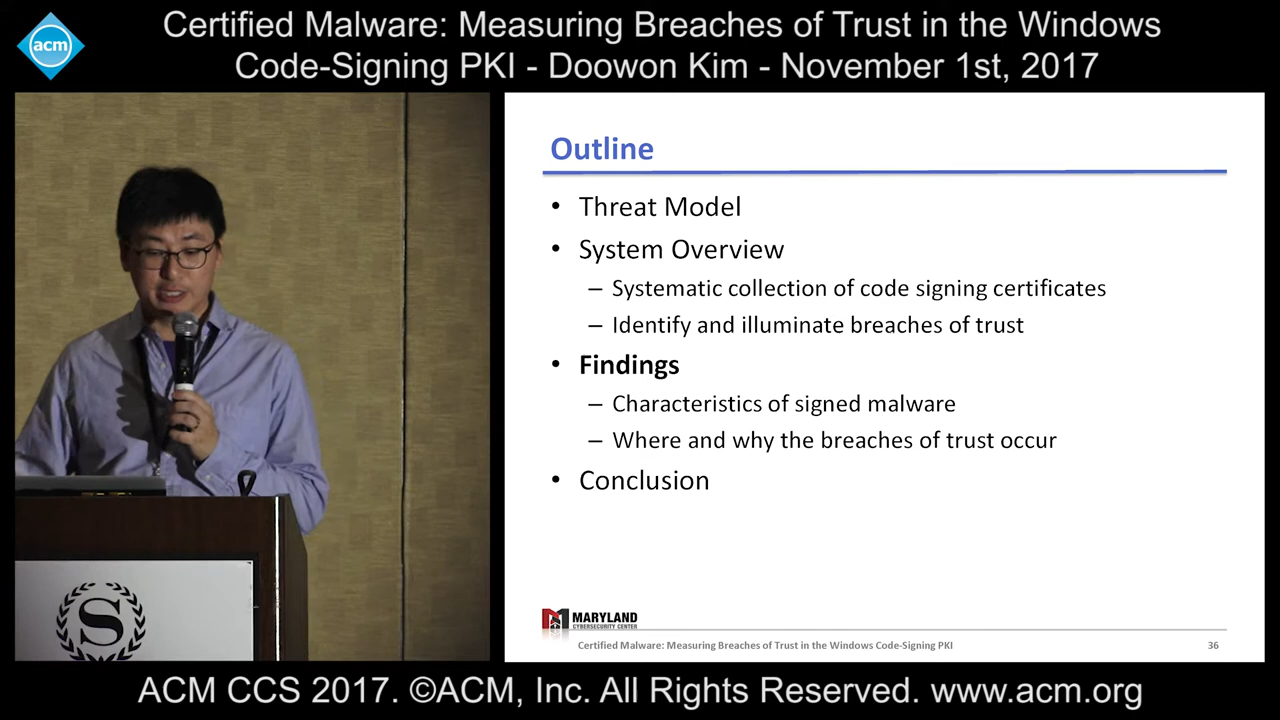 Certified Malware: Measuring Breaches of Trust in the Windows
Code-Signing PKI - Doowon Kim - November 1st, 2017
acm
Outline
• Threat Model
• System Overview
– Systematic collection of code signing certificates
– Identify and illuminate breaches of trust
• Findings
– Characteristics of signed malware
– Where and why the breaches of trust occur
• Conclusion
S
MARYLAND
CYBERSECURITY CENTER
Certified Malware: Measuring Breaches of Trust in the Windows Code-Signing PKI
36
ACM CCS 2017. ©ACM, Inc. All Rights Reserved. www.acm.org